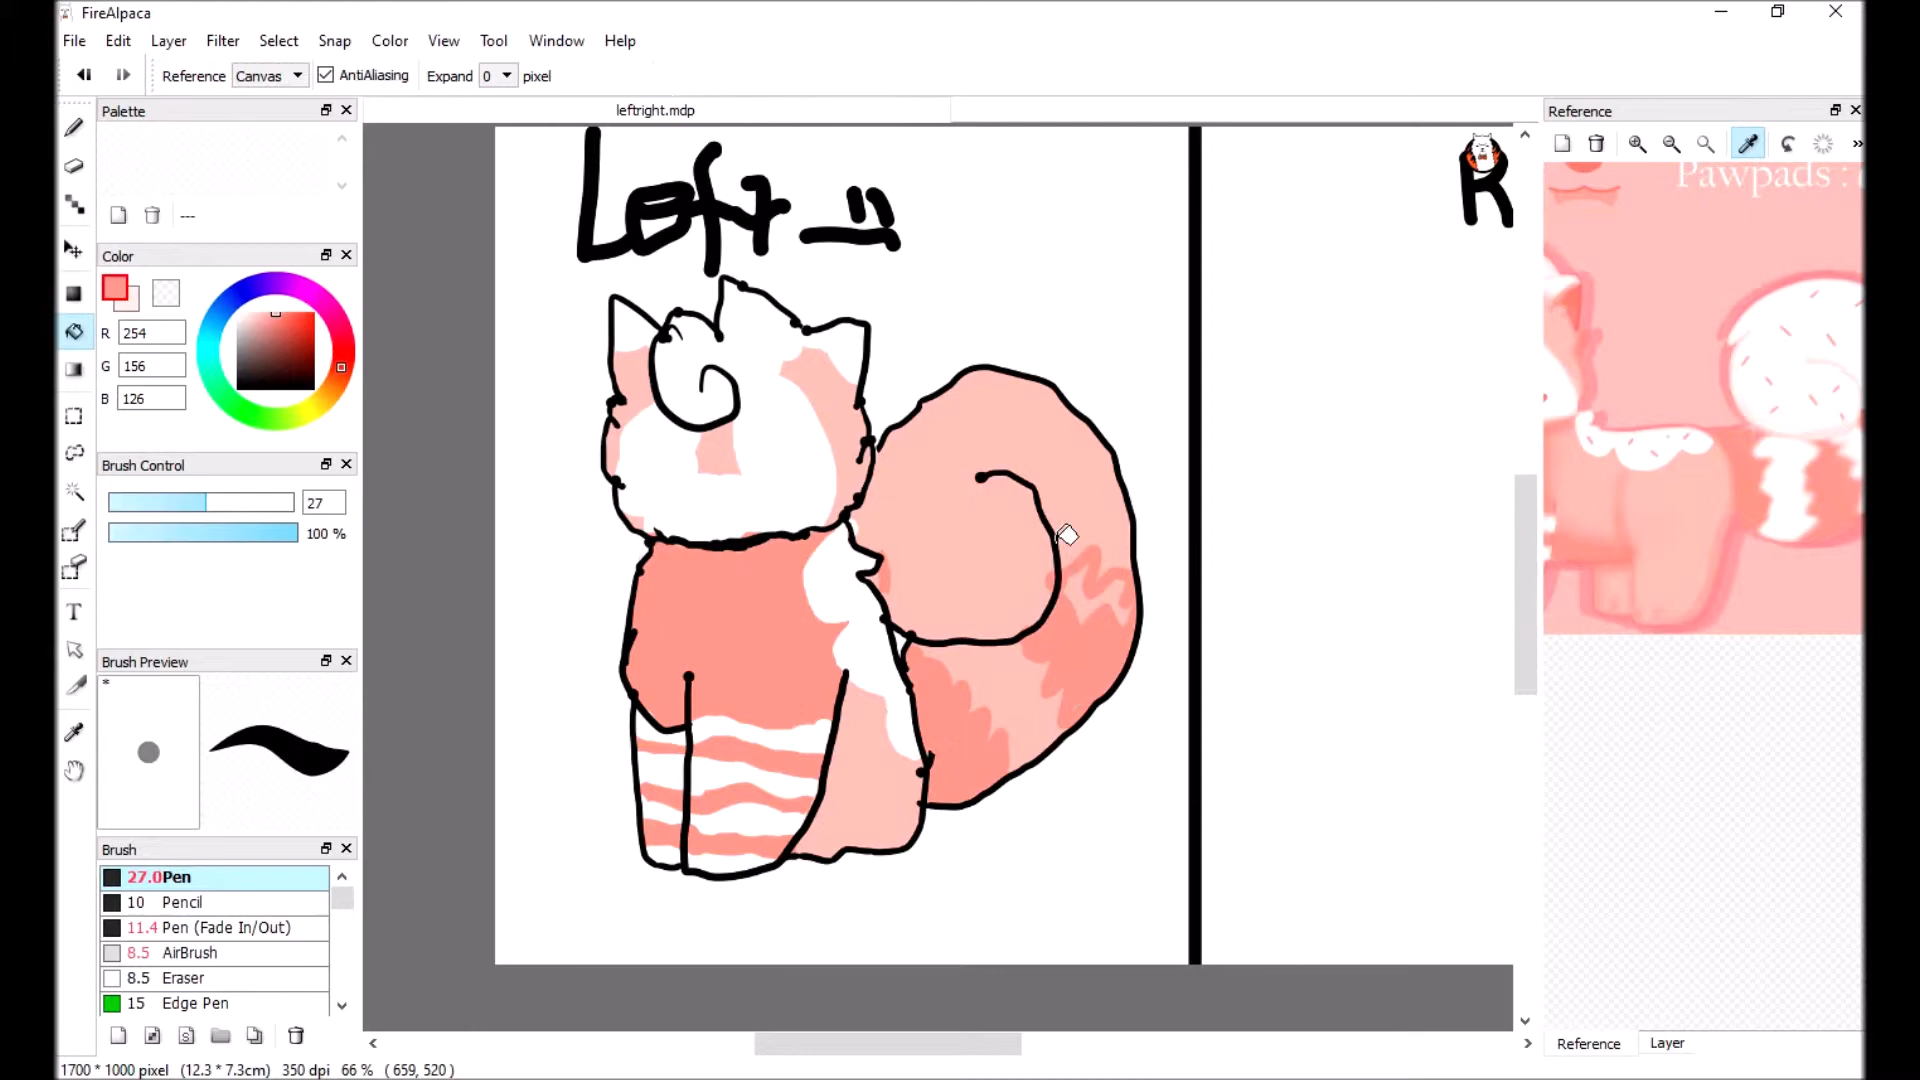 FireAlpaca
File Edit Layer Filter Select Snap Color View Tool Window Help
Reference Canvas AntiAliasing Expand 0 pixel
Palette
leftright.mdp
Reference
Pawpads :
Left
R
---
Color
R 254
G 156
B 126
Brush Control
27
100 %
T
Brush Preview
*
Brush
27.0 Pen
10 Pencil
11.4 Pen (Fade In/Out)
8.5 AirBrush
8.5 Eraser
15 Edge Pen
S
Reference Layer
1700 * 1000 pixel (12.3 * 7.3cm) 350 dpi 66 % ( 659, 520 )